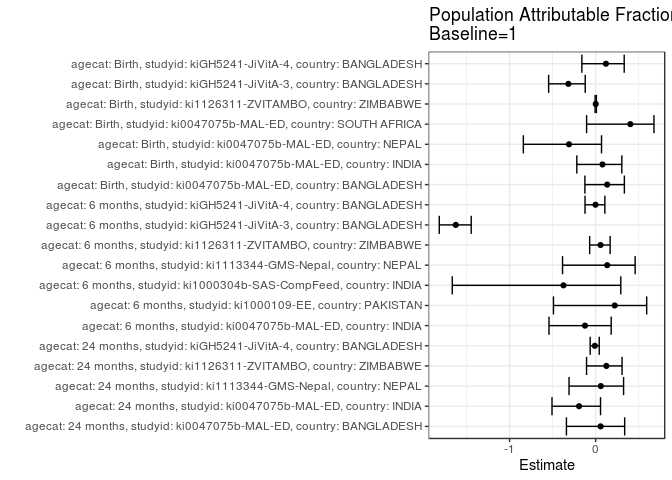 Population Attributable Fractio
Baseline=1
agecat: Birth, studyid: kiGH5241-JiVitA-4, country: BANGLADESH
agecat: Birth, studyid: kiGH5241-JiVitA-3, country: BANGLADESH
agecat: Birth, studyid: ki1126311-ZVITAMBO, country: ZIMBABWE
agecat: Birth, studyid: ki0047075b-MAL-ED, country: SOUTH AFRICA
agecat: Birth, studyid: ki0047075b-MAL-ED, country: NEPAL
agecat: Birth, studyid: ki0047075b-MAL-ED, country: INDIA
agecat: Birth, studyid: ki0047075b-MAL-ED, country: BANGLADESH
agecat: 6 months, studyid: kiGH5241-JiVitA-4, country: BANGLADESH
agecat: 6 months, studyid: kiGH5241-JiVitA-3, country: BANGLADESH
agecat: 6 months, studyid: ki1126311-ZVITAMBO, country: ZIMBABWE
agecat: 6 months, studyid: ki1113344-GMS-Nepal, country: NEPAL
agecat: 6 months, studyid: ki1000304b-SAS-CompFeed, country: INDIA
agecat: 6 months, studyid: ki1000109-EE, country: PAKISTAN
agecat: 6 months, studyid: ki0047075b-MAL-ED, country: INDIA
agecat: 24 months, studyid: kiGH5241-JiVitA-4, country: BANGLADESH
agecat: 24 months, studyid: ki1126311-ZVITAMBO, country: ZIMBABWE
agecat: 24 months, studyid: ki1113344-GMS-Nepal, country: NEPAL
agecat: 24 months, studyid: ki0047075b-MAL-ED, country: INDIA
agecat: 24 months, studyid: ki0047075b-MAL-ED, country: BANGLADESH
-1 0
Estimate